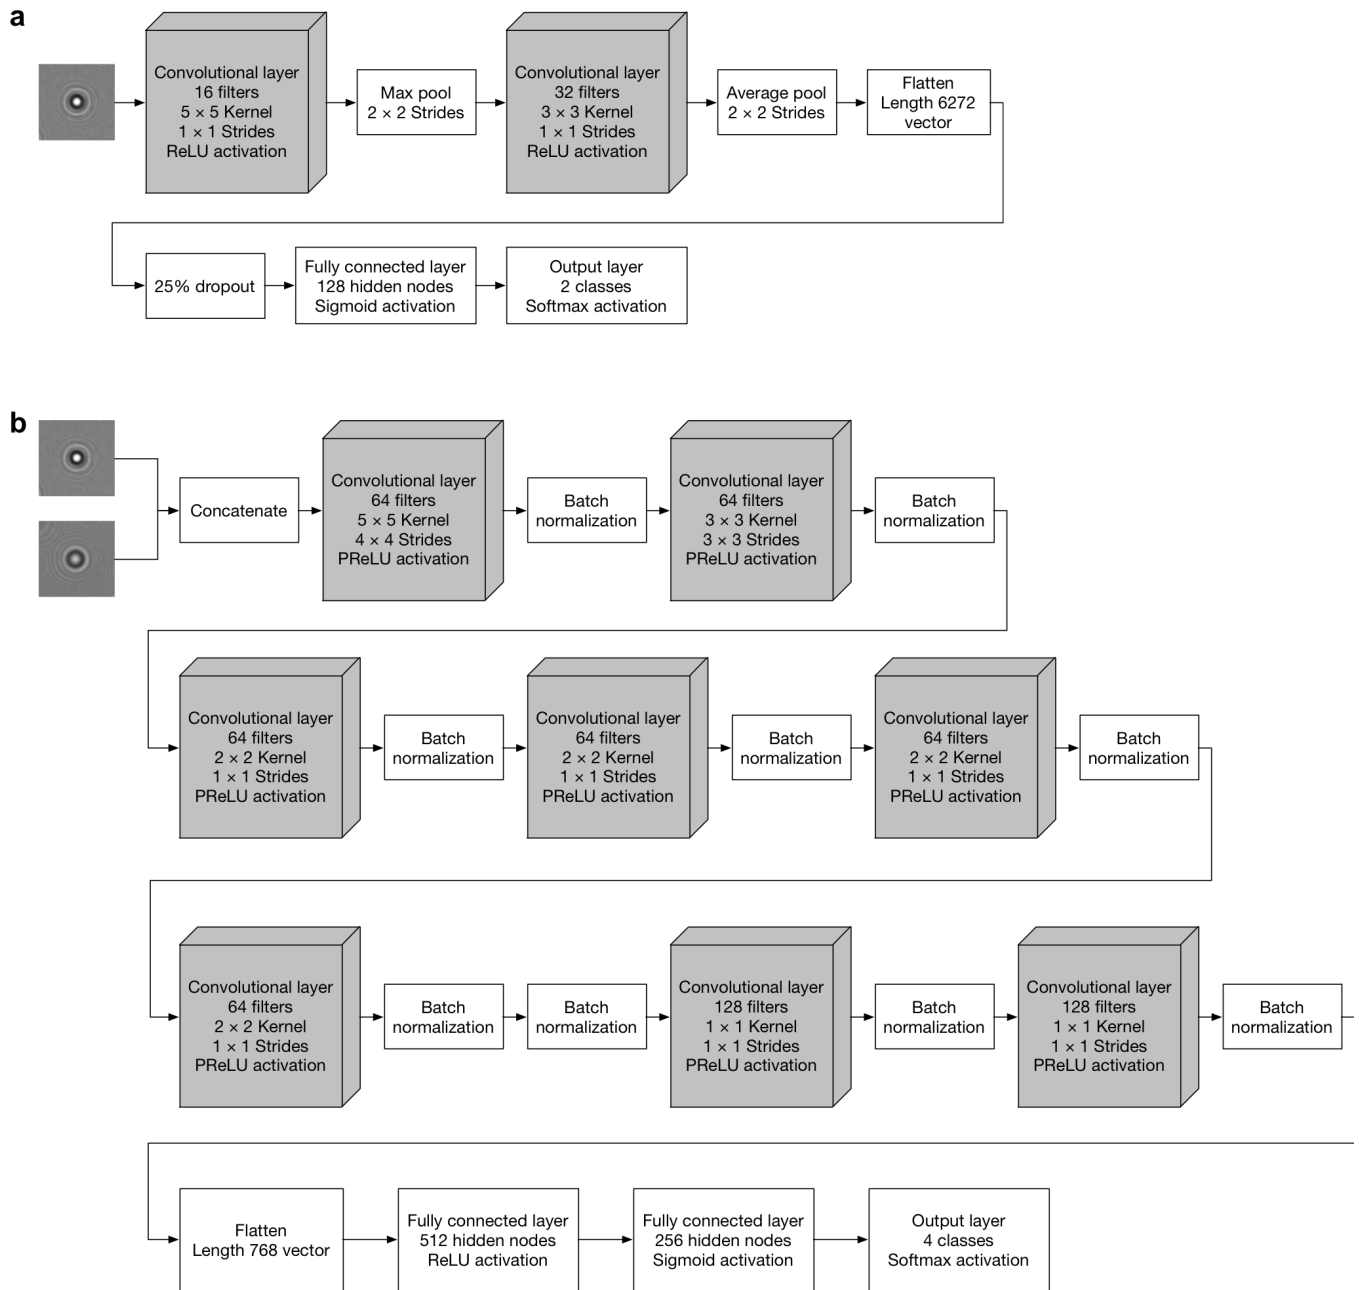 a
Convolutional layer
16 filters
5 × 5 Kernel
1 × 1 Strides
ReLU activation
Max pool
2 × 2 Strides
Convolutional layer
32 filters
3 × 3 Kernel
1 × 1 Strides
ReLU activation
Average pool
2 × 2 Strides
Flatten
Length 6272
vector
25% dropout
Fully connected layer
128 hidden nodes
Sigmoid activation
Output layer
2 classes
Softmax activation
b
Concatenate
Convolutional layer
64 filters
5 × 5 Kernel
4 × 4 Strides
PReLU activation
Batch
normalization
Convolutional layer
64 filters
3 × 3 Kernel
3 × 3 Strides
PReLU activation
Batch
normalization
Convolutional layer
64 filters
2 × 2 Kernel
1 × 1 Strides
PReLU activation
Batch
normalization
Convolutional layer
64 filters
2 × 2 Kernel
1 × 1 Strides
PReLU activation
Batch
normalization
Convolutional layer
64 filters
2 × 2 Kernel
1 × 1 Strides
PReLU activation
Batch
normalization
Convolutional layer
64 filters
2 × 2 Kernel
1 × 1 Strides
PReLU activation
Batch
normalization
Batch
normalization
Convolutional layer
128 filters
1 × 1 Kernel
1 × 1 Strides
PReLU activation
Batch
normalization
Convolutional layer
128 filters
1 × 1 Kernel
1 × 1 Strides
PReLU activation
Batch
normalization
Flatten
Length 768 vector
Fully connected layer
512 hidden nodes
ReLU activation
Fully connected layer
256 hidden nodes
Sigmoid activation
Output layer
4 classes
Softmax activation